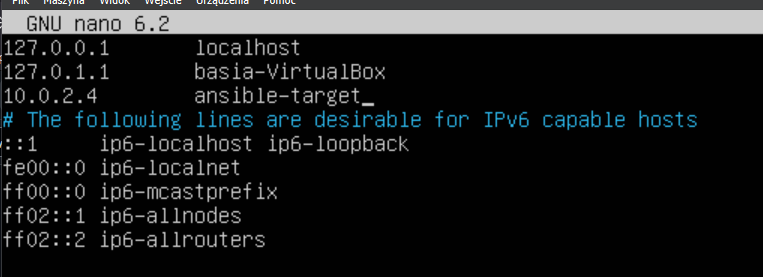 Plik Maszyna Widok Wejście Urządzenia Pomoc
GNU nano 6.2
127.0.0.1 localhost
127.0.1.1 basia-VirtualBox
10.0.2.4 ansible-target_
# The following lines are desirable for IPv6 capable hosts
::1 ip6-localhost ip6-loopback
fe00::0 ip6-localnet
ff00::0 ip6-mcastprefix
ff02::1 ip6-allnodes
ff02::2 ip6-allrouters